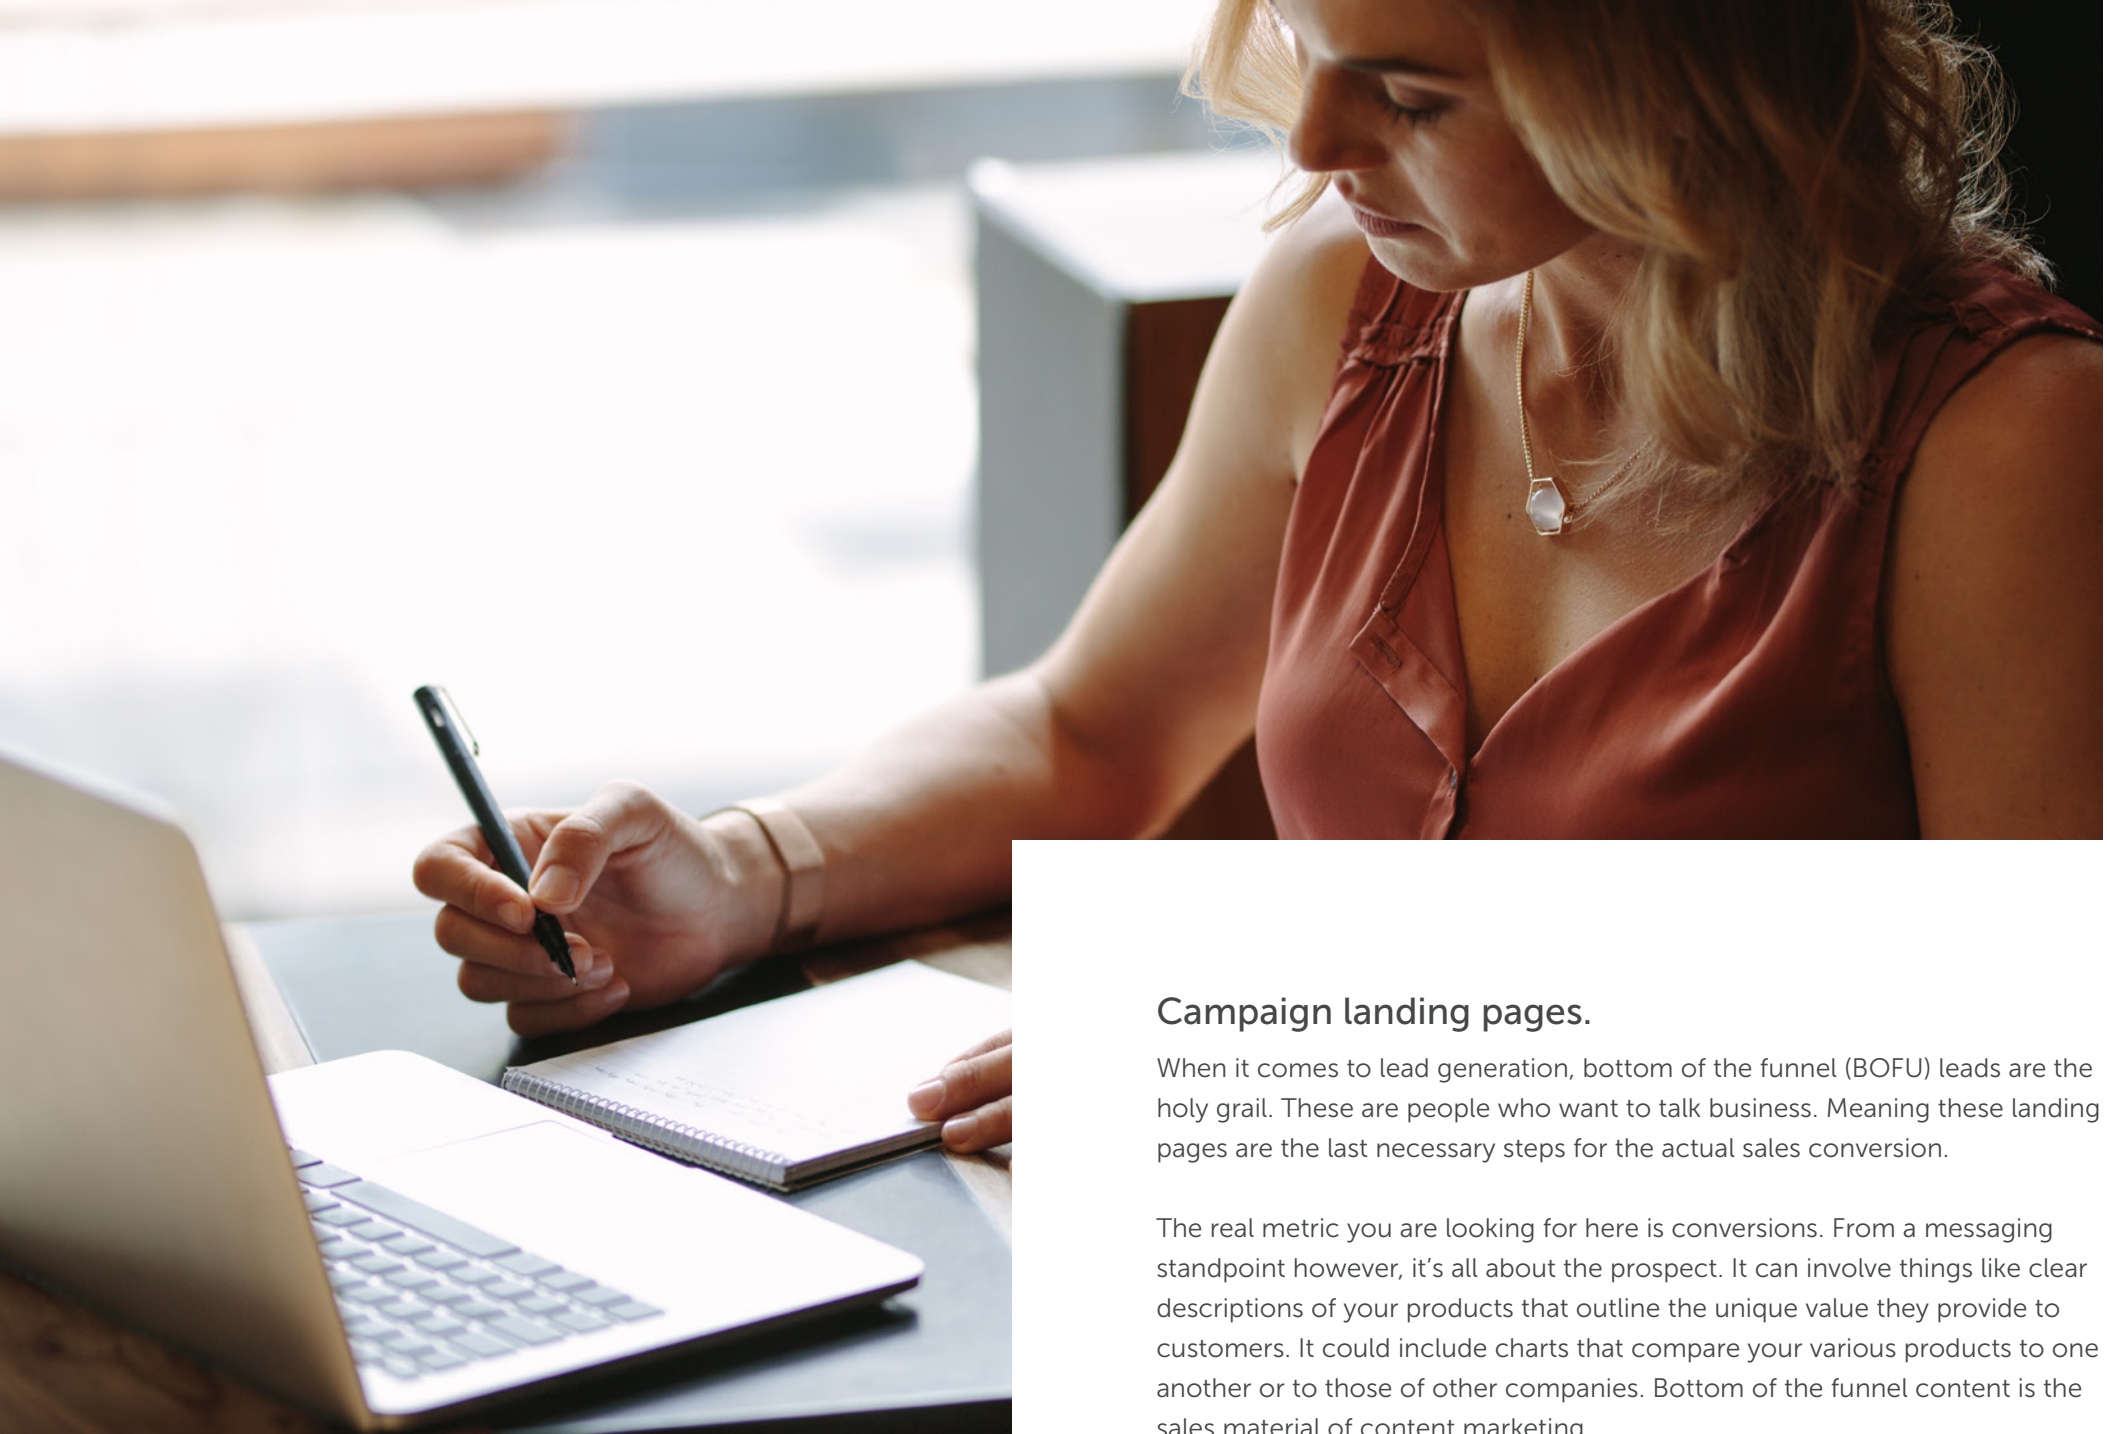 Campaign landing pages.
When it comes to lead generation, bottom of the funnel (BOFU) leads are the
holy grail. These are people who want to talk business. Meaning these landing
pages are the last necessary steps for the actual sales conversion.
The real metric you are looking for here is conversions. From a messaging
standpoint however, it’s all about the prospect. It can involve things like clear
descriptions of your products that outline the unique value they provide to
customers. It could include charts that compare your various products to one
another or to those of other companies. Bottom of the funnel content is the
sales material of content marketing.